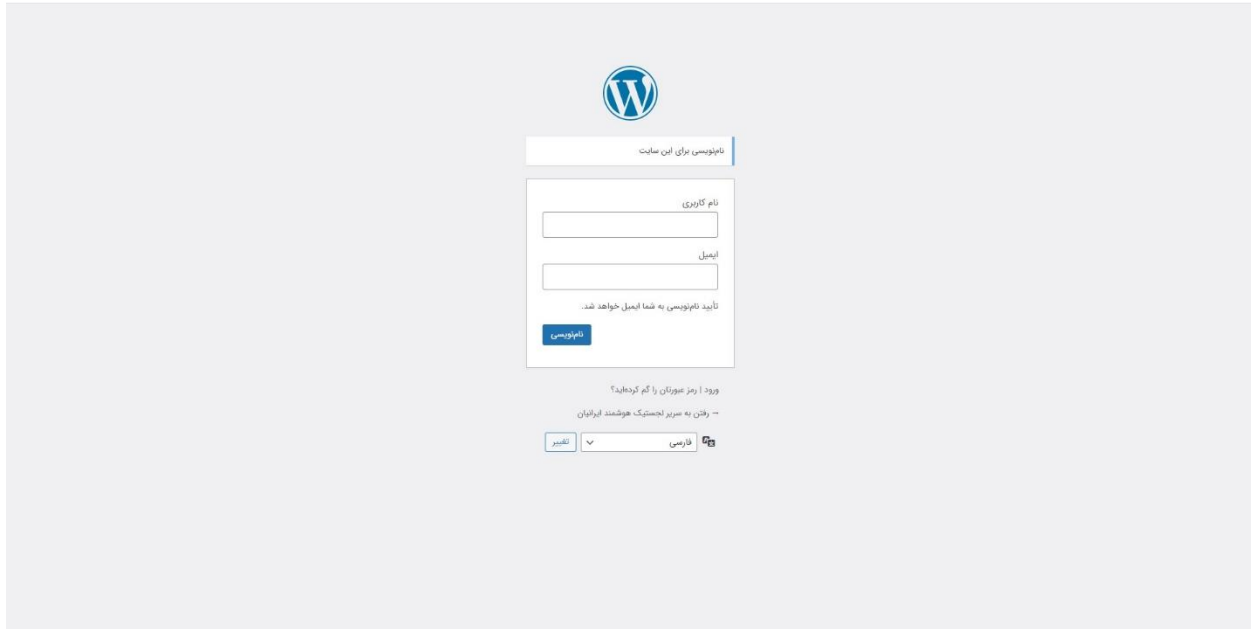 نام‌نویسی برای این سایت
نام کاربری
ایمیل
تأیید نام‌نویسی به شما ایمیل خواهد شد.
نام‌نویسی
ورود | رمز عبورتان را گم کرده‌اید؟
→ رفتن به سریر لجستیک هوشمند ایرانیان
فارسی
تغییر